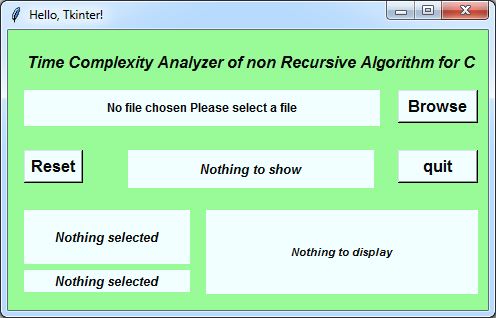 Hello, Tkinter!
Time Complexity Analyzer of non Recursive Algorithm for C
No file chosen Please select a file
Browse
Reset
Nothing to show
quit
Nothing selected
Nothing to display
Nothing selected